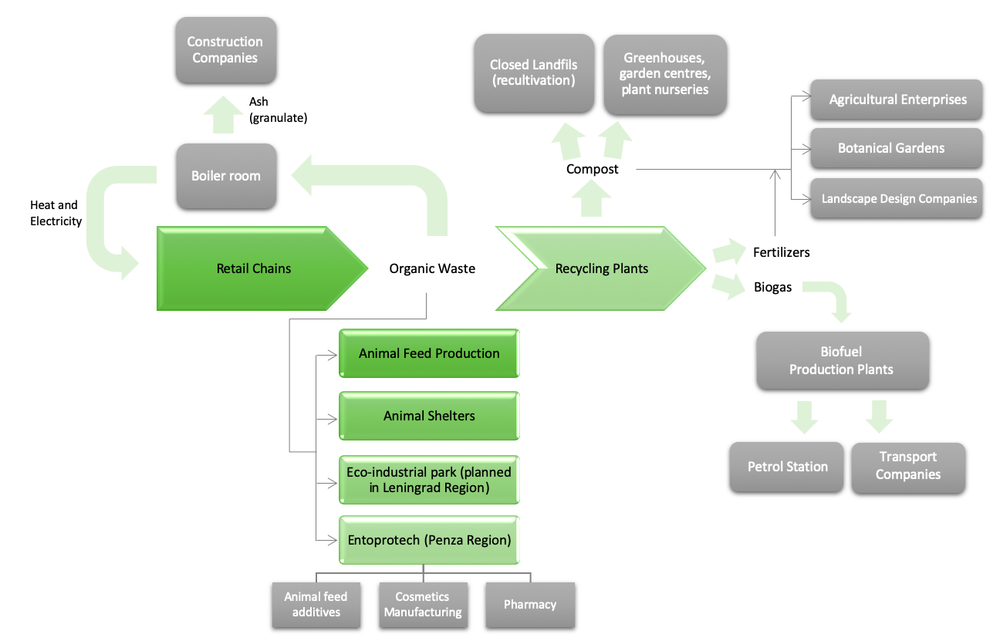 Construction
Companies
Ash
(granulate)
Boiler room
Heat and
Electricity
Retail Chains
Organic Waste
Recycling Plants
Closed Landfils
(recultivation)
Greenhouses,
garden centres,
plant nurseries
Compost
Agricultural Enterprises
Botanical Gardens
Landscape Design Companies
Fertilizers
Biogas
Biofuel
Production Plants
Petrol Station
Transport
Companies
Animal Feed Production
Animal Shelters
Eco-industrial park (planned
in Leningrad Region)
Entoprotech (Penza Region)
Animal feed
additives
Cosmetics
Manufacturing
Pharmacy